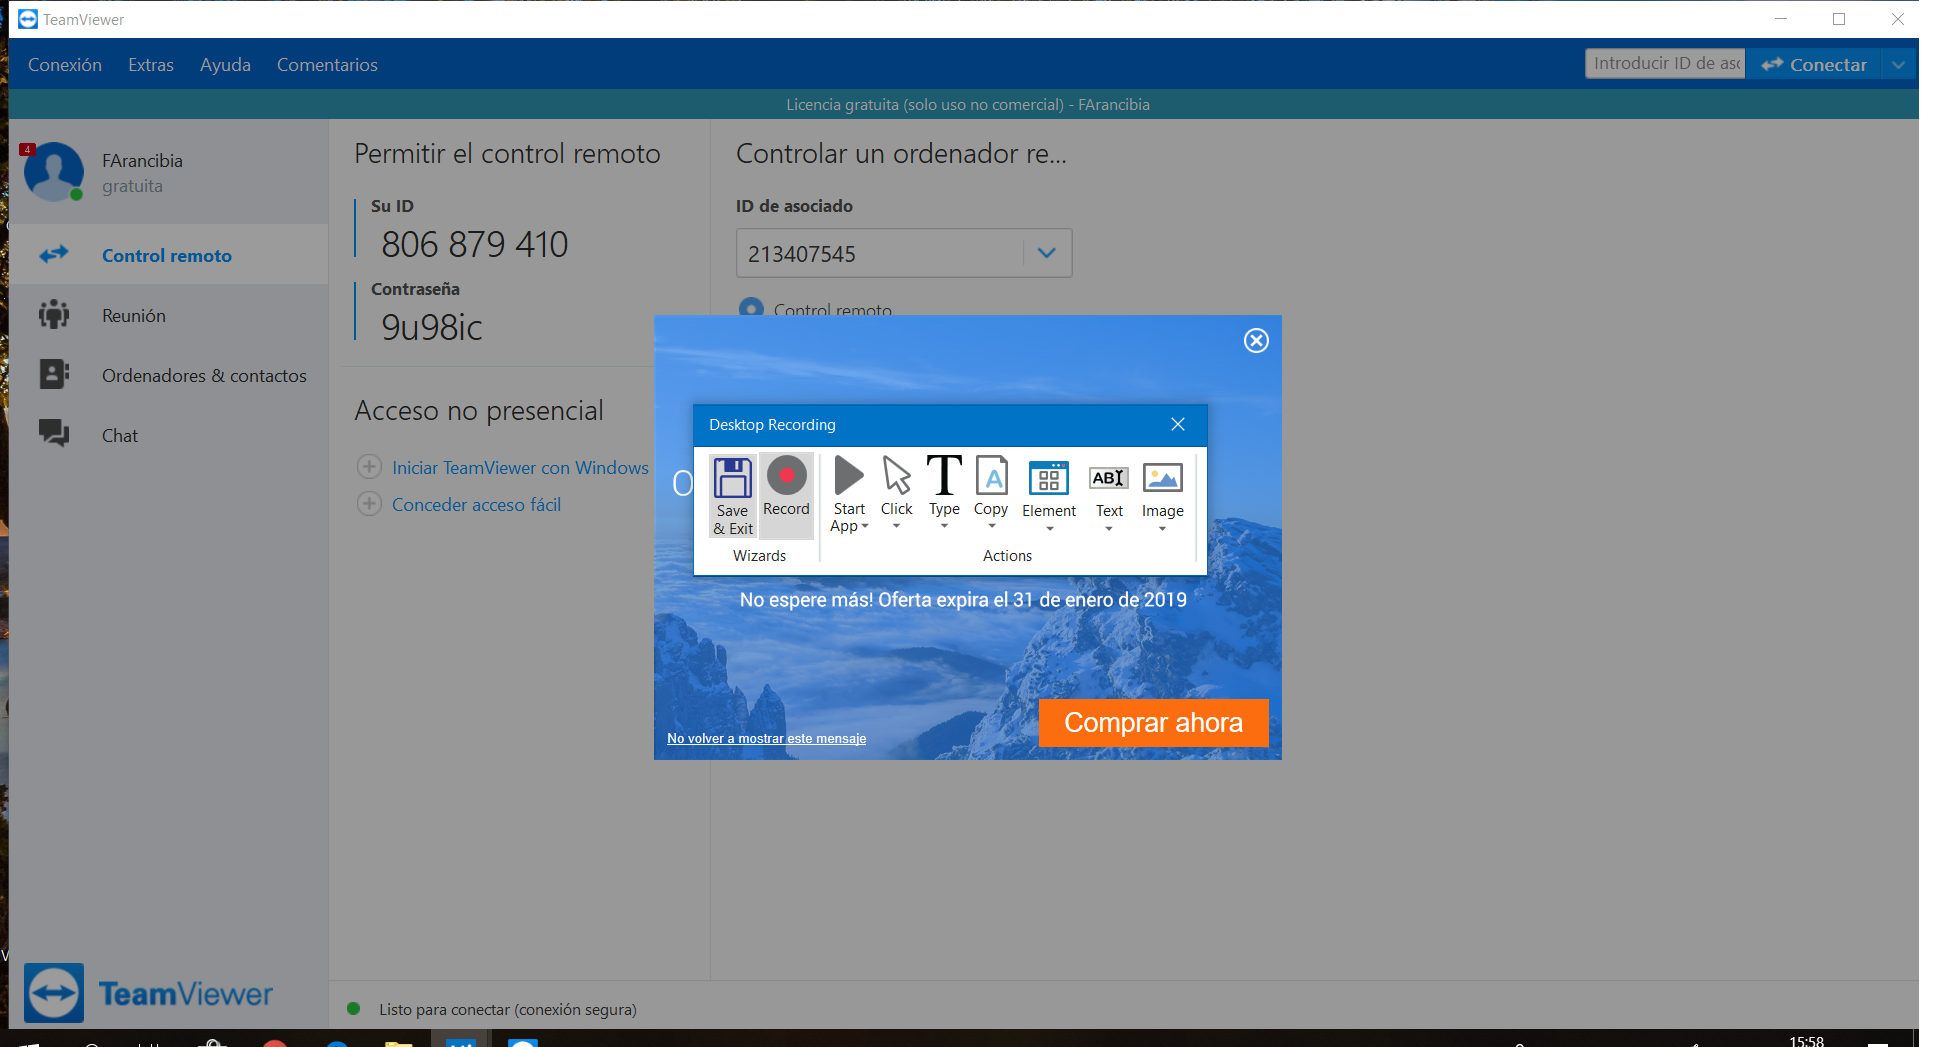 TeamViewer
Conexión Extras Ayuda Comentarios
Introducir ID de aso
Conectar
Licencia gratuita (solo uso no comercial) - FArancibia
4
FArancibia
gratuita
Control remoto
Reunión
Ordenadores & contactos
Chat
Permitir el control remoto
Su ID
806 879 410
Contraseña
9u98ic
Acceso no presencial
Iniciar TeamViewer con Windows
Conceder acceso fácil
Controlar un ordenador re...
ID de asociado
213407545
Control remoto
O
Desktop Recording
Save & Exit
Record
Start App
Click
Type
Copy
Element
ABI
Text
Image
Wizards
Actions
No espere más! Oferta expira el 31 de enero de 2019
Comprar ahora
No volver a mostrar este mensaje
TeamViewer
Listo para conectar (conexión segura)
15:58